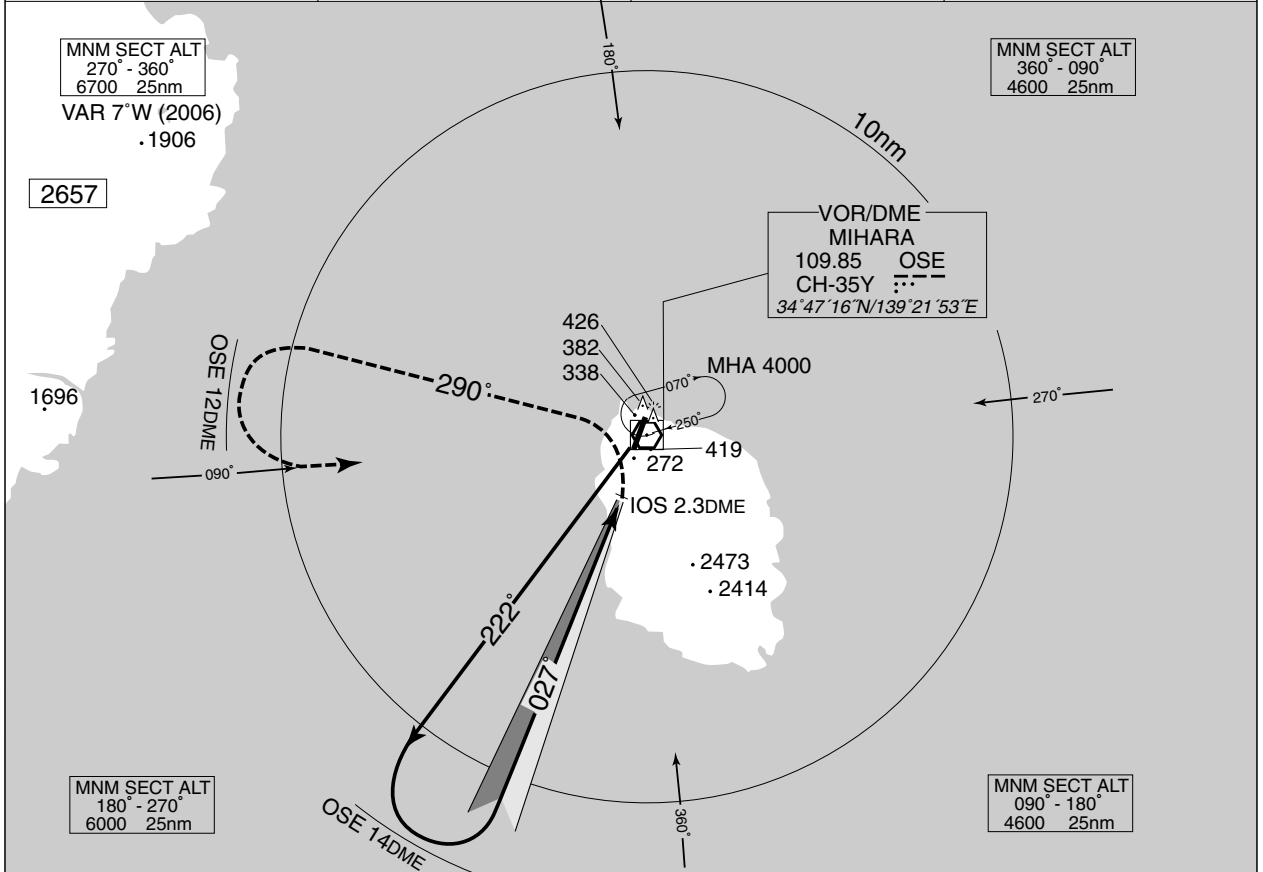 MNM SECT ALT
270° - 360°
6700 25nm
VAR 7°W (2006)
1906
2657
180°
MNM SECT ALT
360° - 090°
4600 25nm
10nm
VOR/DME
MIHARA
109.85 OSE
CH-35Y
34°47´16˝N/139°21´53˝E
426
382
338
MHA 4000
070°
250°
OSE 12DME
290°
1696
270°
090°
419
272
IOS 2.3DME
2473
2414
222°
027°
MNM SECT ALT
180° - 270°
6000 25nm
OSE 14DME
360°
MNM SECT ALT
090° - 180°
4600 25nm